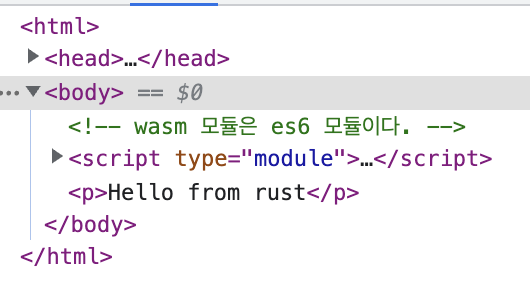 <html>
<head>…</head>
<body> == $0
<!-- wasm 모듈은 es6 모듈이다. -->
<script type="module">…</script>
<p>Hello from rust</p>
</body>
</html>